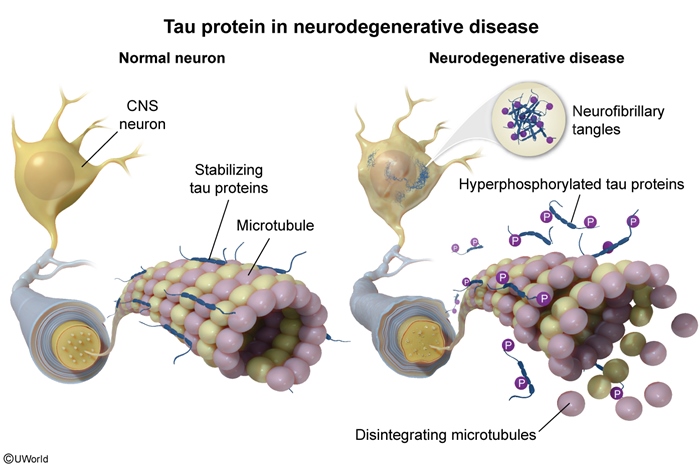 Tau protein in neurodegenerative disease
Normal neuron
CNS
neuron
Stabilizing
tau proteins
Microtubule
Neurodegenerative disease
Neurofibrillary
tangles
Hyperphosphorylated tau proteins
P
P
P
P
P
P
P
P
P
P
P
P
Disintegrating microtubules
©UWorld